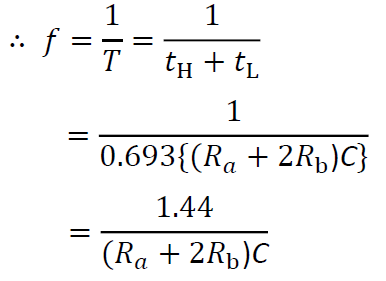 ∴ f = 1/T = 1/(t_H + t_L)
= 1/(0.693{(R_a + 2R_b)C})
= 1.44/((R_a + 2R_b)C)